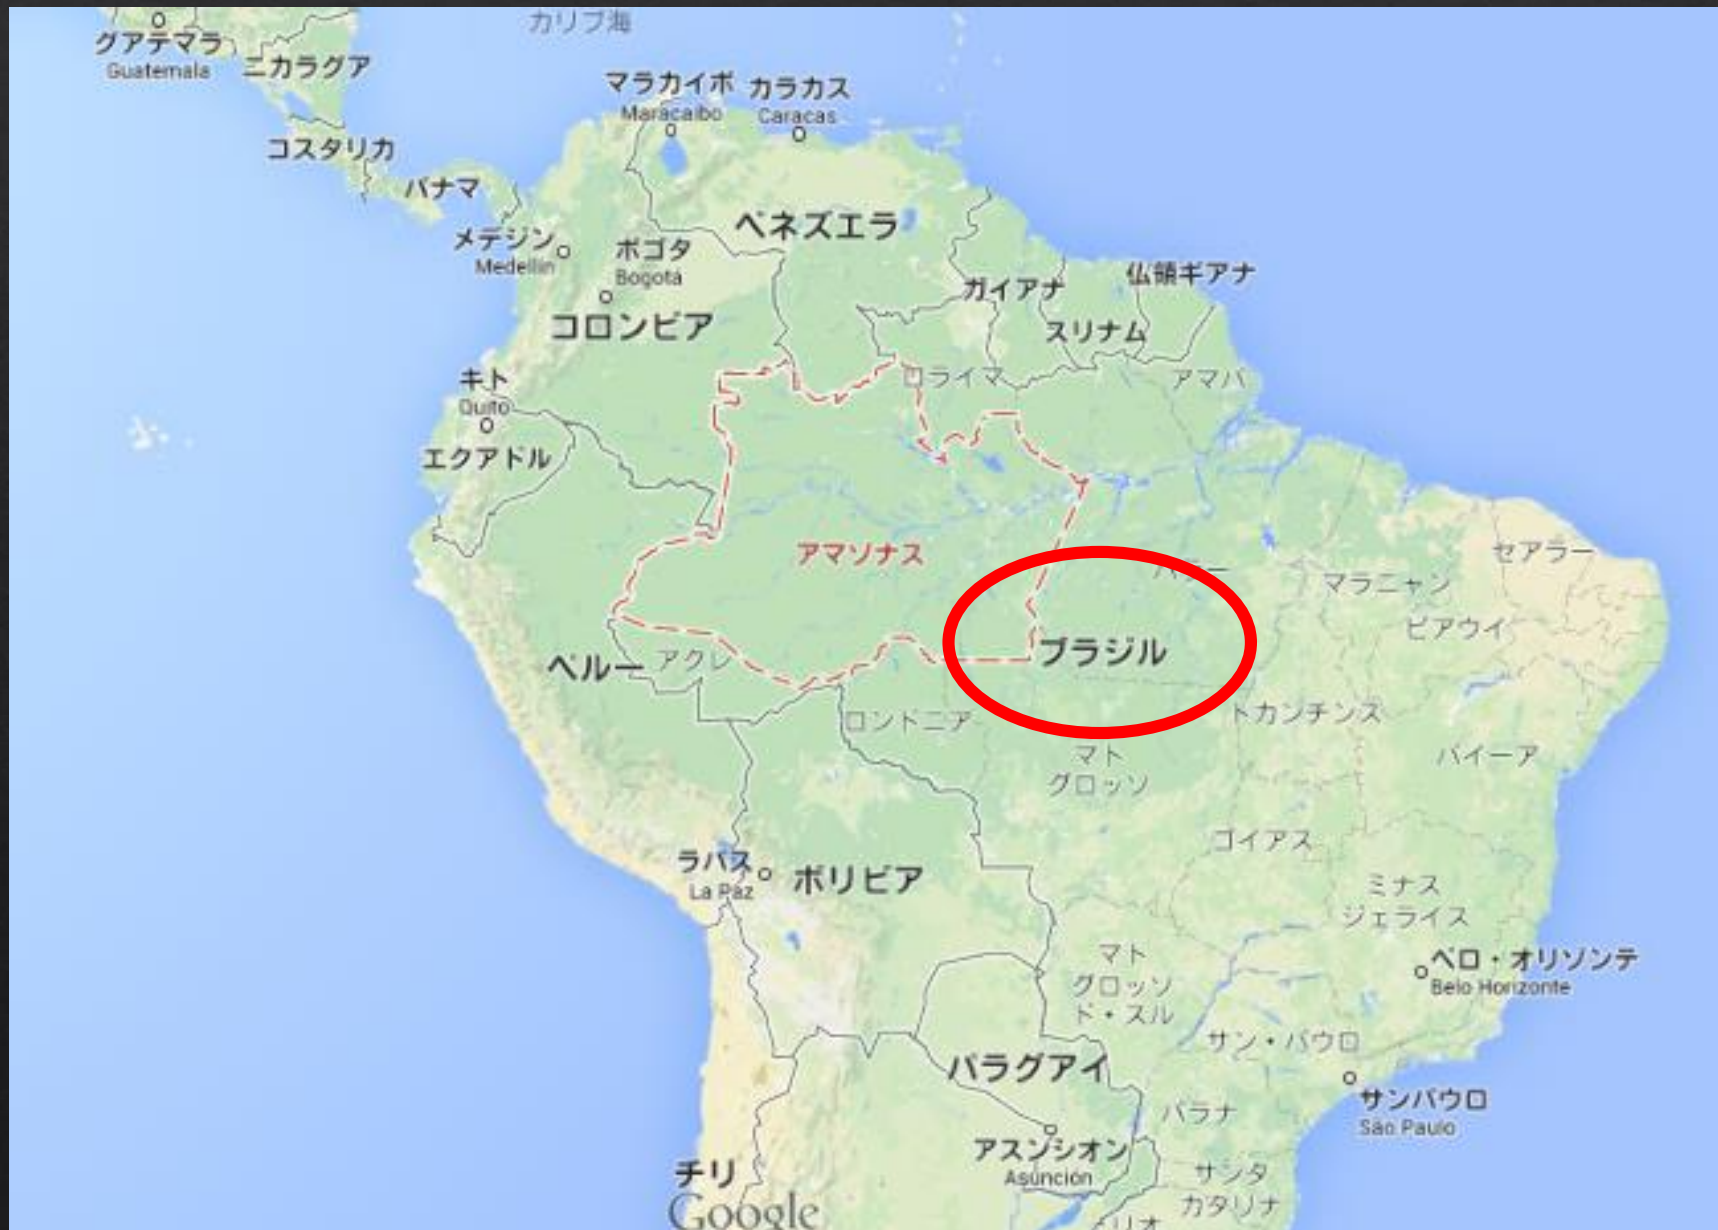 カリブ海
グアテマラ
Guatemala
ニカラグア
マラカイボ
Maracaibo
カラカス
Caracas
コスタリカ
パナマ
ベネズエラ
メデジン
Medellin
ボゴタ
Bogotá
コロンビア
ガイアナ
仏領ギアナ
スリナム
キト
Quito
ロライマ
アマパ
エクアドル
アマゾナス
パラー
セアラー
マラニャン
ピアウイ
ペルー
アクレ
ブラジル
ロンドニア
トカンチンス
マト
グロッソ
バイーア
ゴイアス
ラパス
La Paz
ボリビア
ミナス
ジェライス
マト
グロッソ
ド・スル
ベロ・オリゾンテ
Belo Horizonte
サン・パウロ
パラグアイ
サンパウロ
São Paulo
パラナ
アスンシオン
Asunción
チリ
サンタ
カタリナ
Google